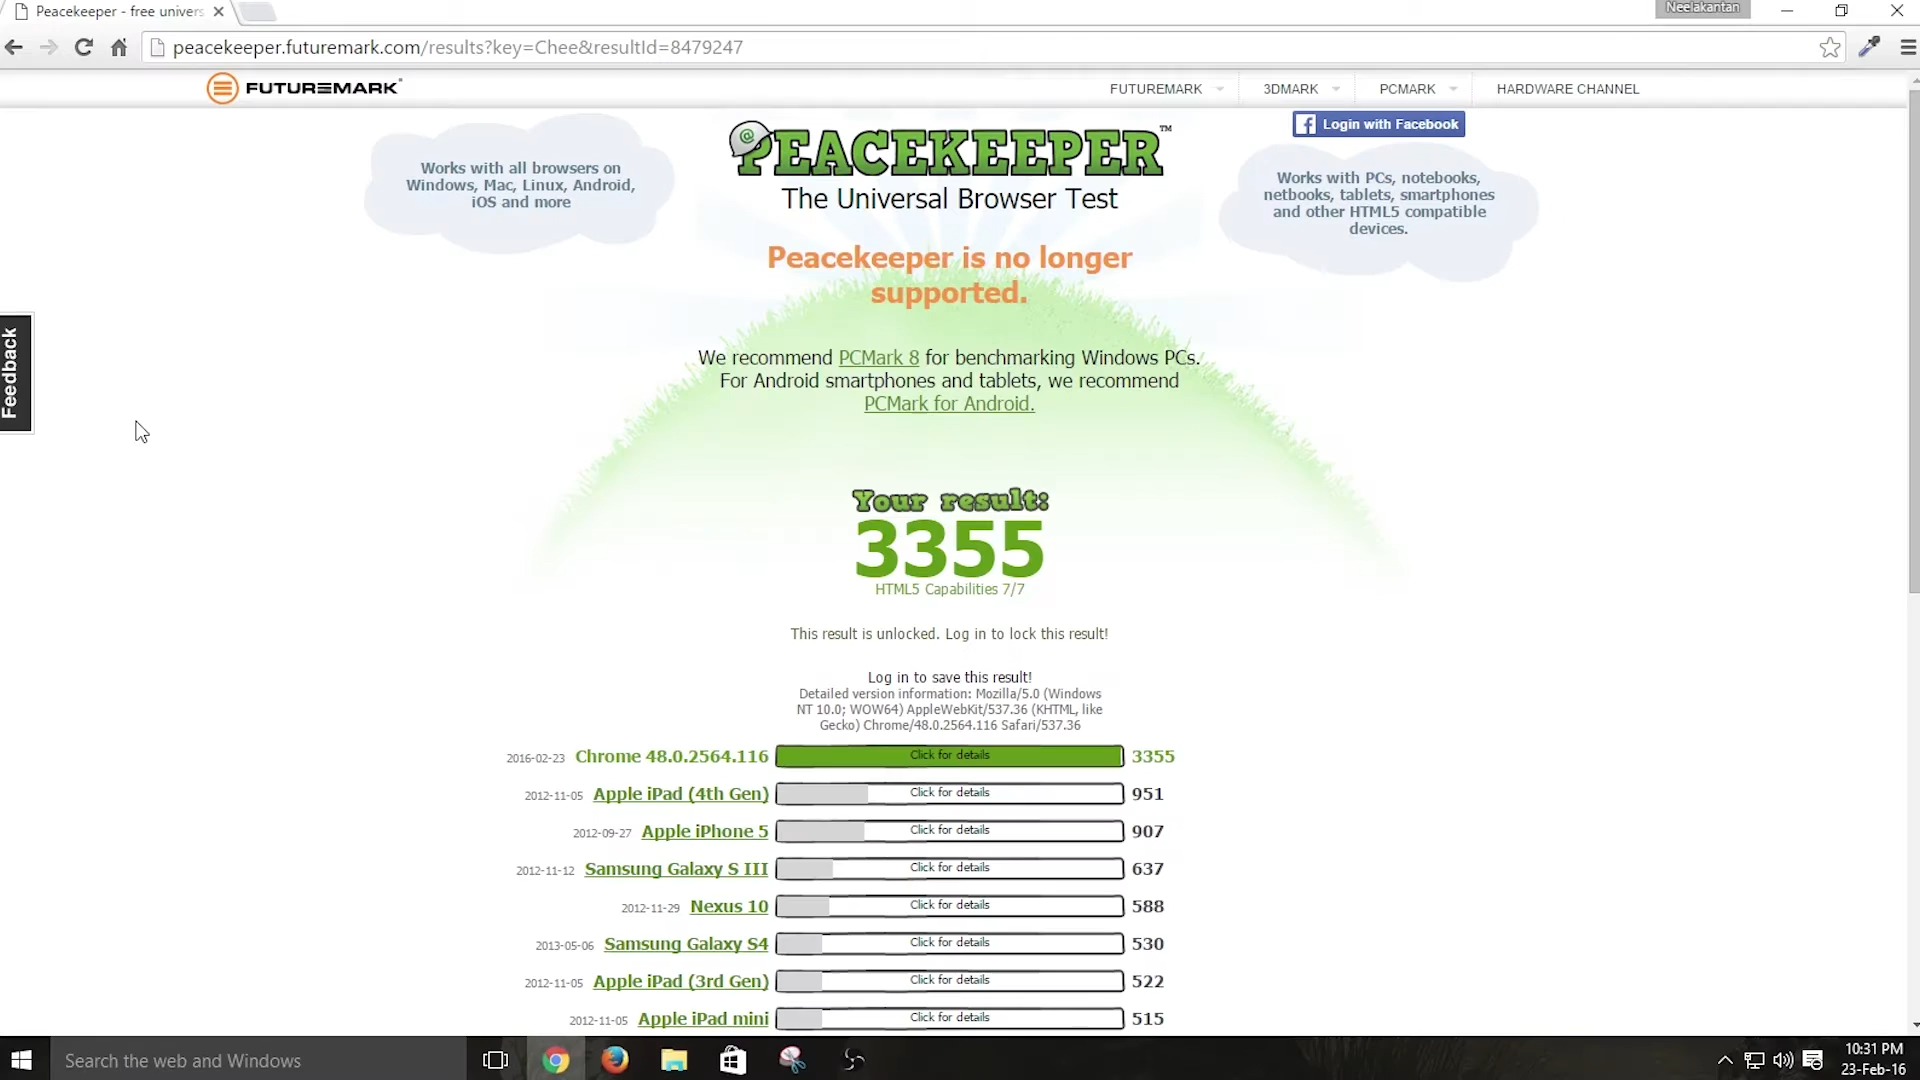 Peacekeeper - free univers
Neelakantan
peacekeeper.futuremark.com/results?key=Chee&resultId=8479247
FUTUREMARK
FUTUREMARK
3DMARK
PCMARK
HARDWARE CHANNEL
Works with all browsers on
Windows, Mac, Linux, Android,
iOS and more
PEACEKEEPER™
The Universal Browser Test
Login with Facebook
Works with PCs, notebooks,
netbooks, tablets, smartphones
and other HTML5 compatible
devices.
Peacekeeper is no longer
supported.
Feedback
We recommend PCMark 8 for benchmarking Windows PCs.
For Android smartphones and tablets, we recommend
PCMark for Android.
Your result:
3355
HTML5 Capabilities 7/7
This result is unlocked. Log in to lock this result!
Log in to save this result!
Detailed version information: Mozilla/5.0 (Windows
NT 10.0; WOW64) AppleWebKit/537.36 (KHTML, like
Gecko) Chrome/48.0.2564.116 Safari/537.36
2016-02-23 Chrome 48.0.2564.116 Click for details 3355
2012-11-05 Apple iPad (4th Gen) Click for details 951
2012-09-27 Apple iPhone 5 Click for details 907
2012-11-12 Samsung Galaxy S III Click for details 637
2012-11-29 Nexus 10 Click for details 588
2013-05-06 Samsung Galaxy S4 Click for details 530
2012-11-05 Apple iPad (3rd Gen) Click for details 522
2012-11-05 Apple iPad mini Click for details 515
Search the web and Windows
10:31 PM
23-Feb-16